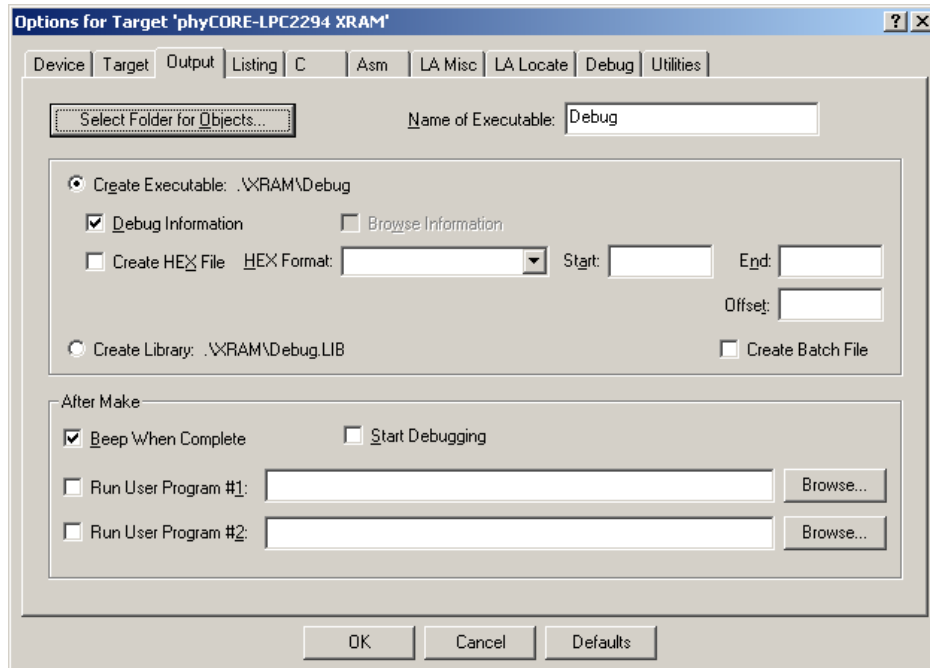 Options for Target 'phyCORE-LPC2294 XRAM'
Device Target Output Listing C Asm LA Misc LA Locate Debug Utilities
Select Folder for Objects... Name of Executable: Debug
Create Executable: .\XRAM\Debug
Debug Information Browse Information
Create HEX File HEX Format: Start: End:
Offset:
Create Library: .\XRAM\Debug.LIB Create Batch File
After Make
Beep When Complete Start Debugging
Run User Program #1: Browse...
Run User Program #2: Browse...
OK Cancel Defaults